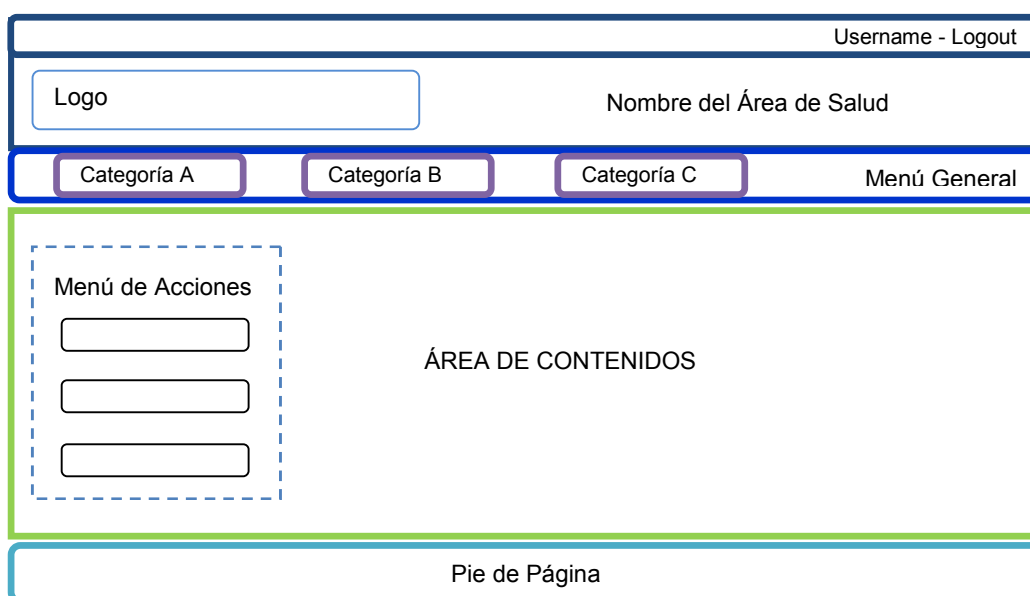 Username - Logout
Logo
Nombre del Área de Salud
Categoría A
Categoría B
Categoría C
Menú General
Menú de Acciones
ÁREA DE CONTENIDOS
Pie de Página